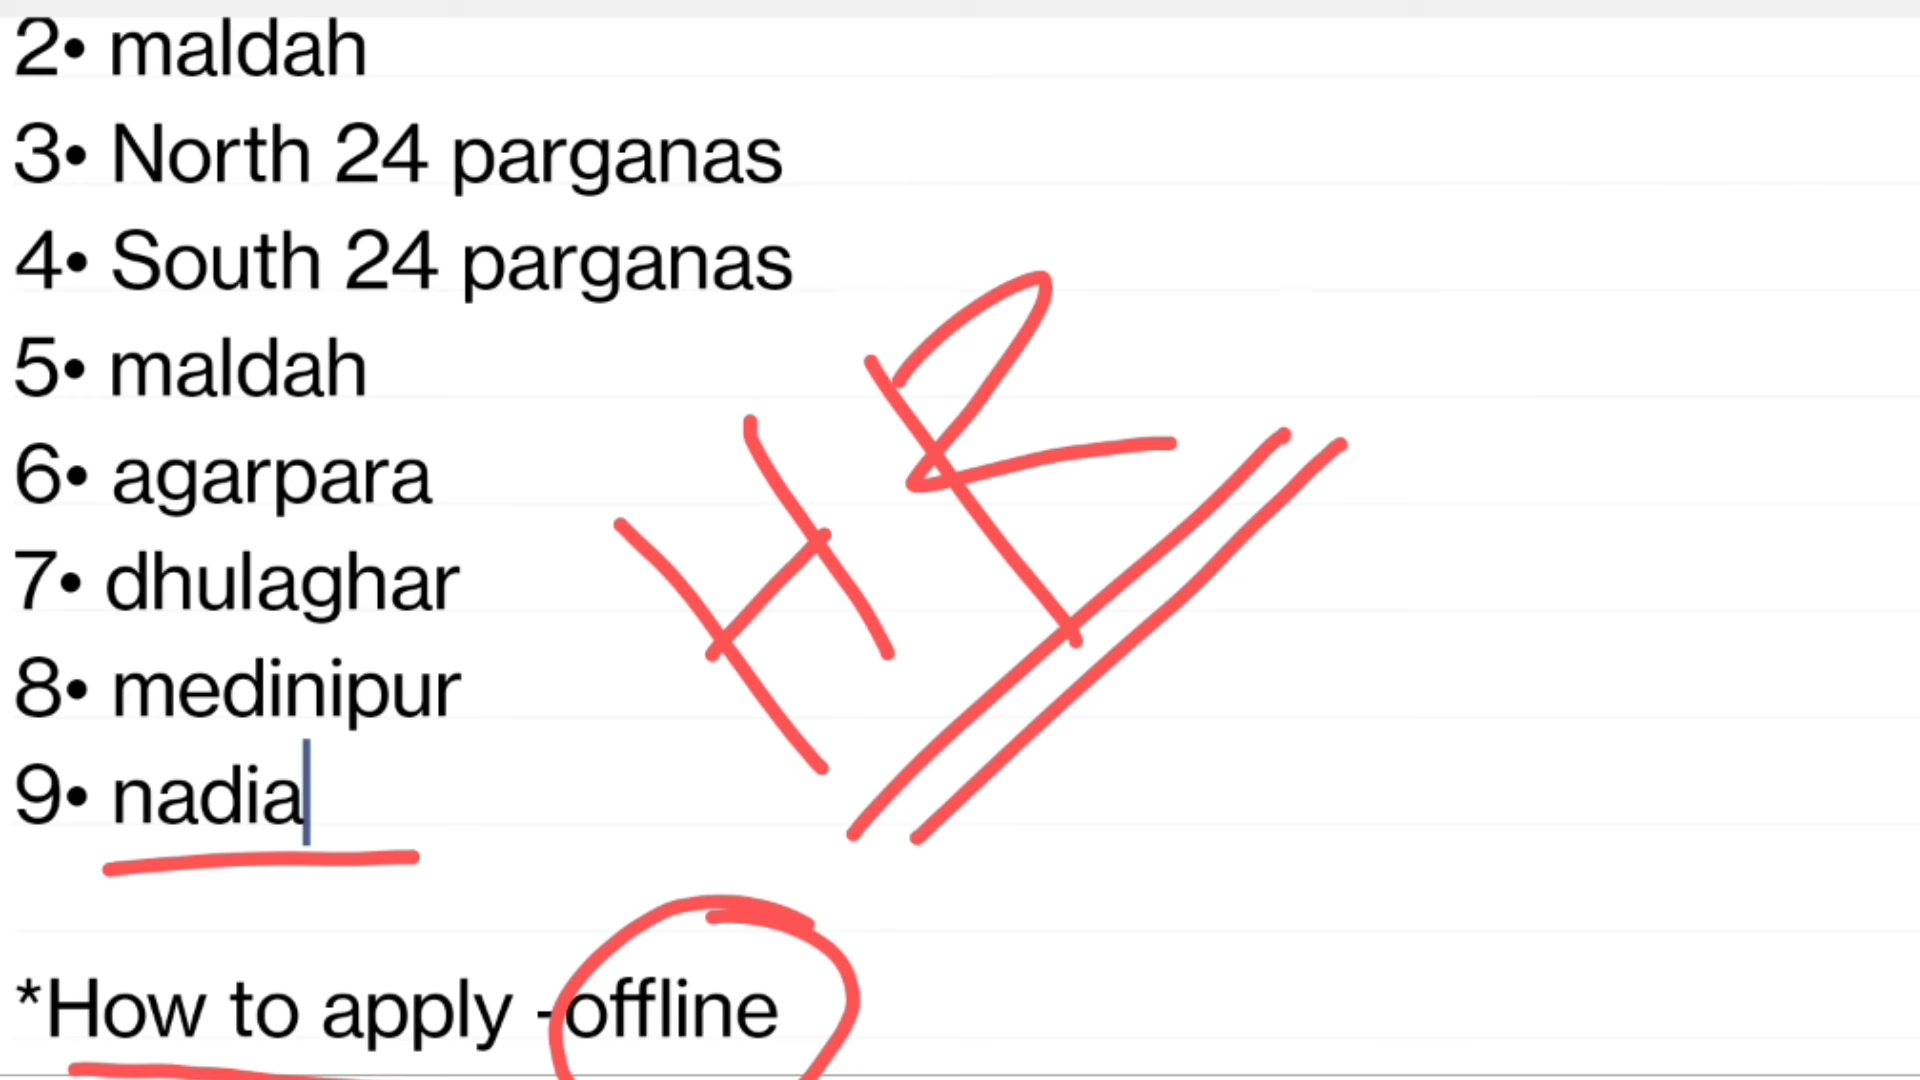 2• maldah
3• North 24 parganas
4• South 24 parganas
5• maldah
6• agarpara
7• dhulaghar
8• medinipur
9• nadia
HR
*How to apply -offline